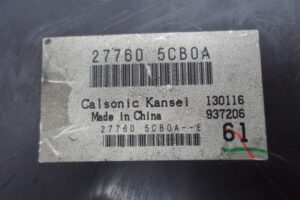 27760 5CB0A
Calsonic Kansei 130116
Made in China 937206
27760 5CB0A--E 61